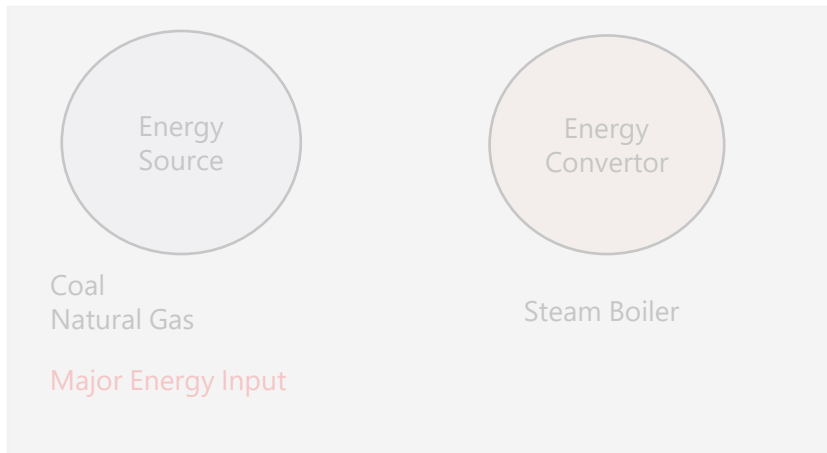 Energy
Source
Energy
Convertor
Coal
Natural Gas
Steam Boiler
Major Energy Input